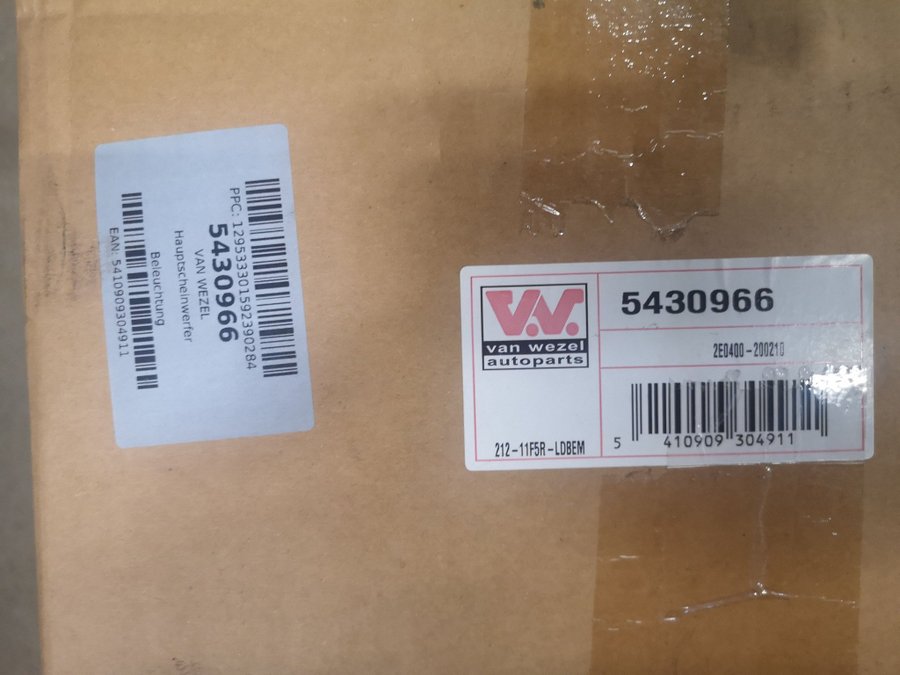 PPC: 129533301592390284
5430966
VAN WEZEL
Hauptscheinwerfer
Beleuchtung
EAN: 5410909304911
V.W.
van wezel
autoparts
212-11F5R-LDBEM
5430966
2E0400-200210
5 410909 304911